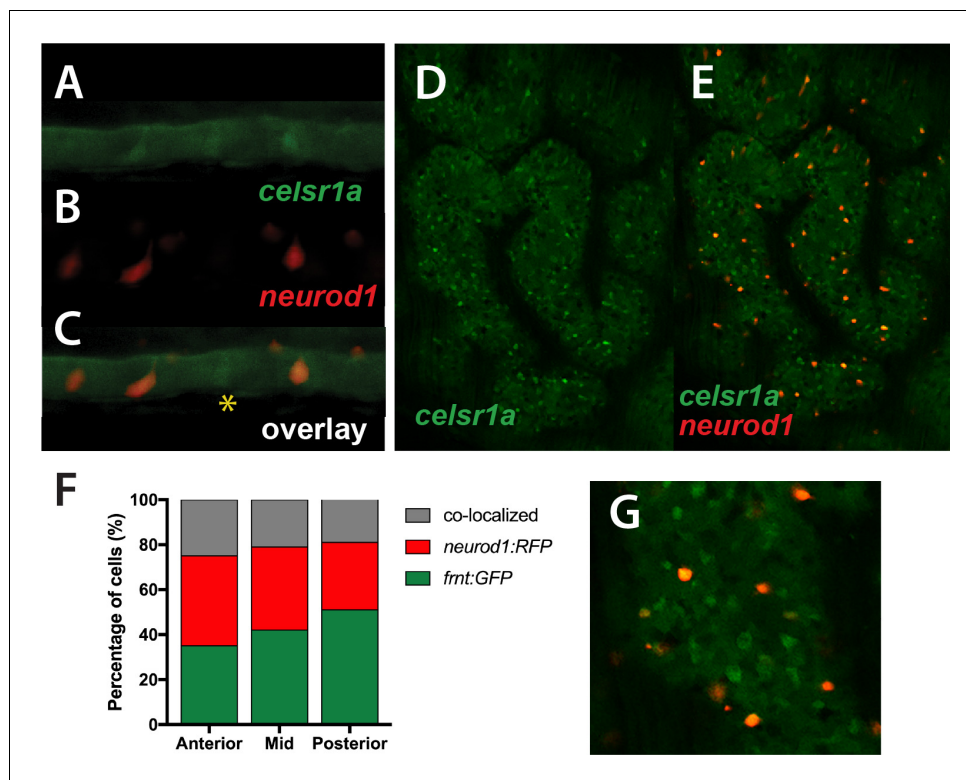 A
celsr1a
B
neurod1
C
*
overlay
D
celsr1a
E
celsr1a
neurod1
F
Percentage of cells (%)
100
80
60
40
20
0
Anterior Mid Posterior
co-localized
neurod1:RFP
frnt:GFP
G